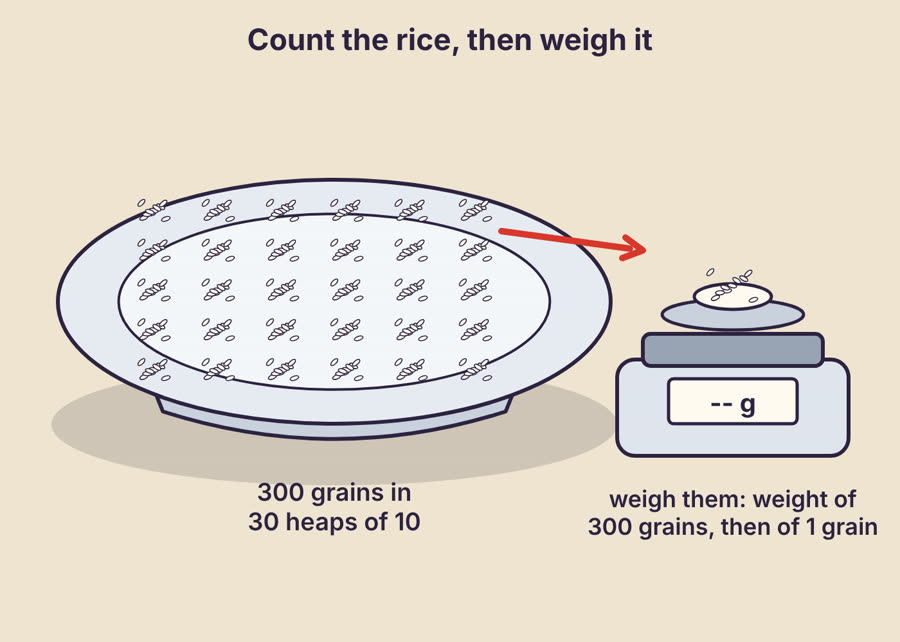 Count the rice, then weigh it
-- g
300 grains in
30 heaps of 10
weigh them: weight of
300 grains, then of 1 grain